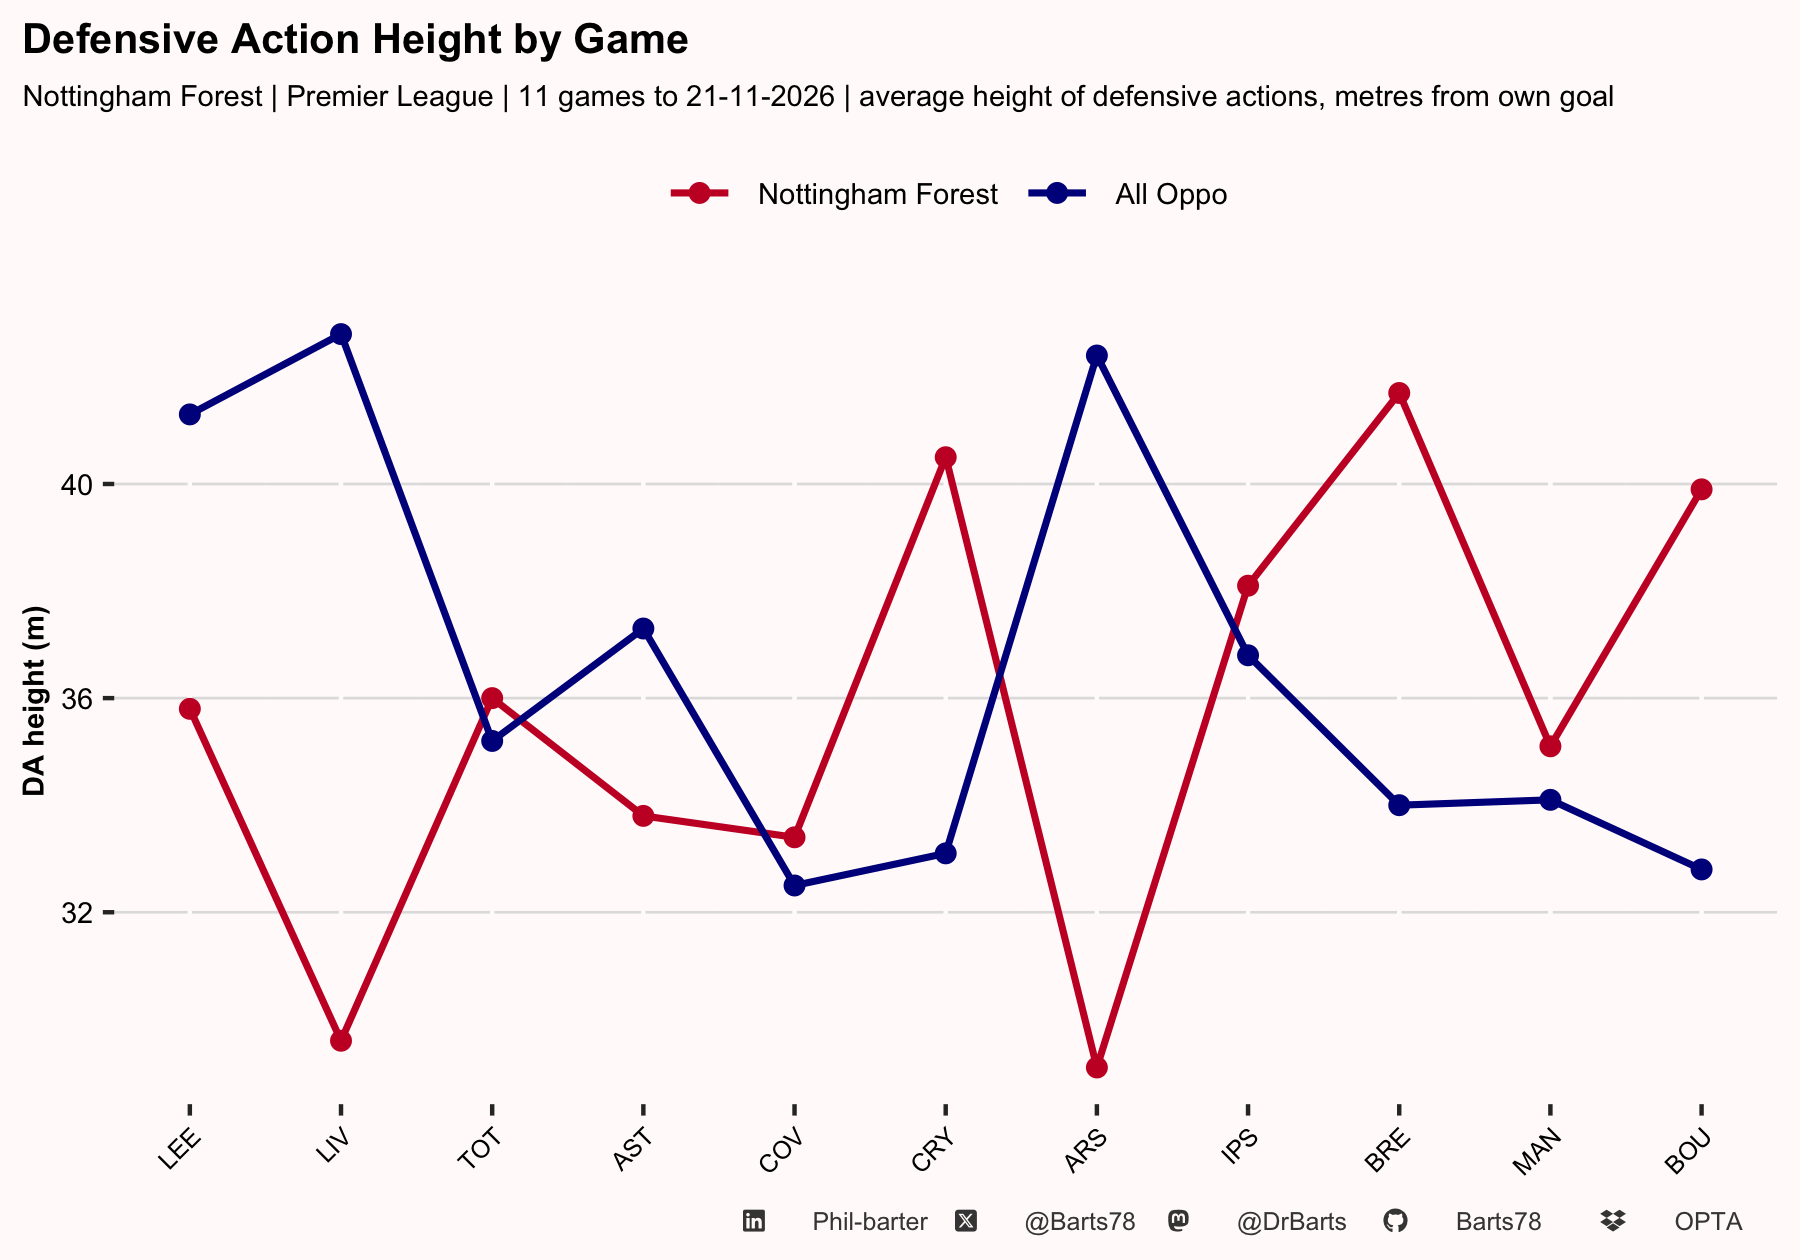 Defensive Action Height by Game
Nottingham Forest | Premier League | 11 games to 21-11-2026 | average height of defensive actions, metres from own goal
Nottingham Forest All Oppo
DA height (m)
40
36
32
LEE LIV TOT AST COV CRY ARS IPS BRE MAN BOU
Phil-barter @Barts78 @DrBarts Barts78 OPTA